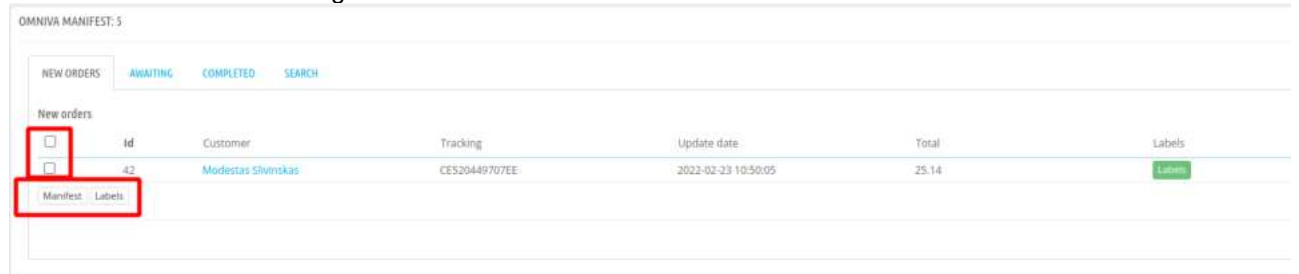 OMNIVA MANIFEST: 5
NEW ORDERS AWAITING COMPLETED SEARCH
New orders
Id Customer Tracking Update date Total Labels
42 Modestas Slivinskas CE520449707EE 2022-02-23 10:50:05 25.14 Labels
Manifest Labels